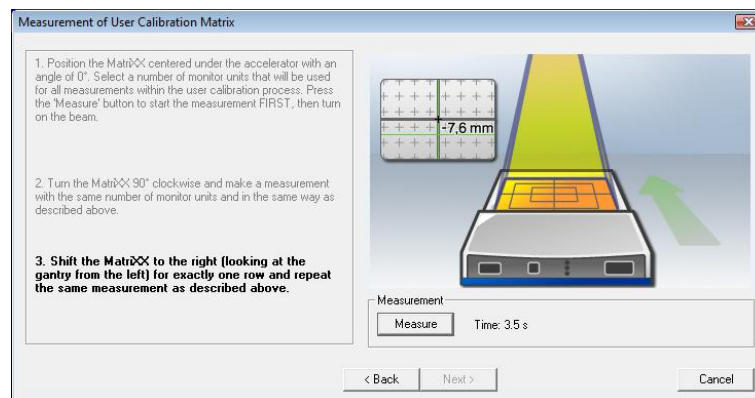 Measurement of User Calibration Matrix
1. Position the MatriXX centered under the accelerator with an
angle of 0°. Select a number of monitor units that will be used
for all measurements within the user calibration process. Press
the 'Measure' button to start the measurement FIRST, then turn
on the beam.
2. Turn the MatriXX 90° clockwise and make a measurement
with the same number of monitor units and in the same way as
described above.
3. Shift the MatriXX to the right (looking at the
gantry from the left) for exactly one row and repeat
the same measurement as described above.
-7,6 mm
Measurement
Measure Time: 3.5 s
< Back Next > Cancel